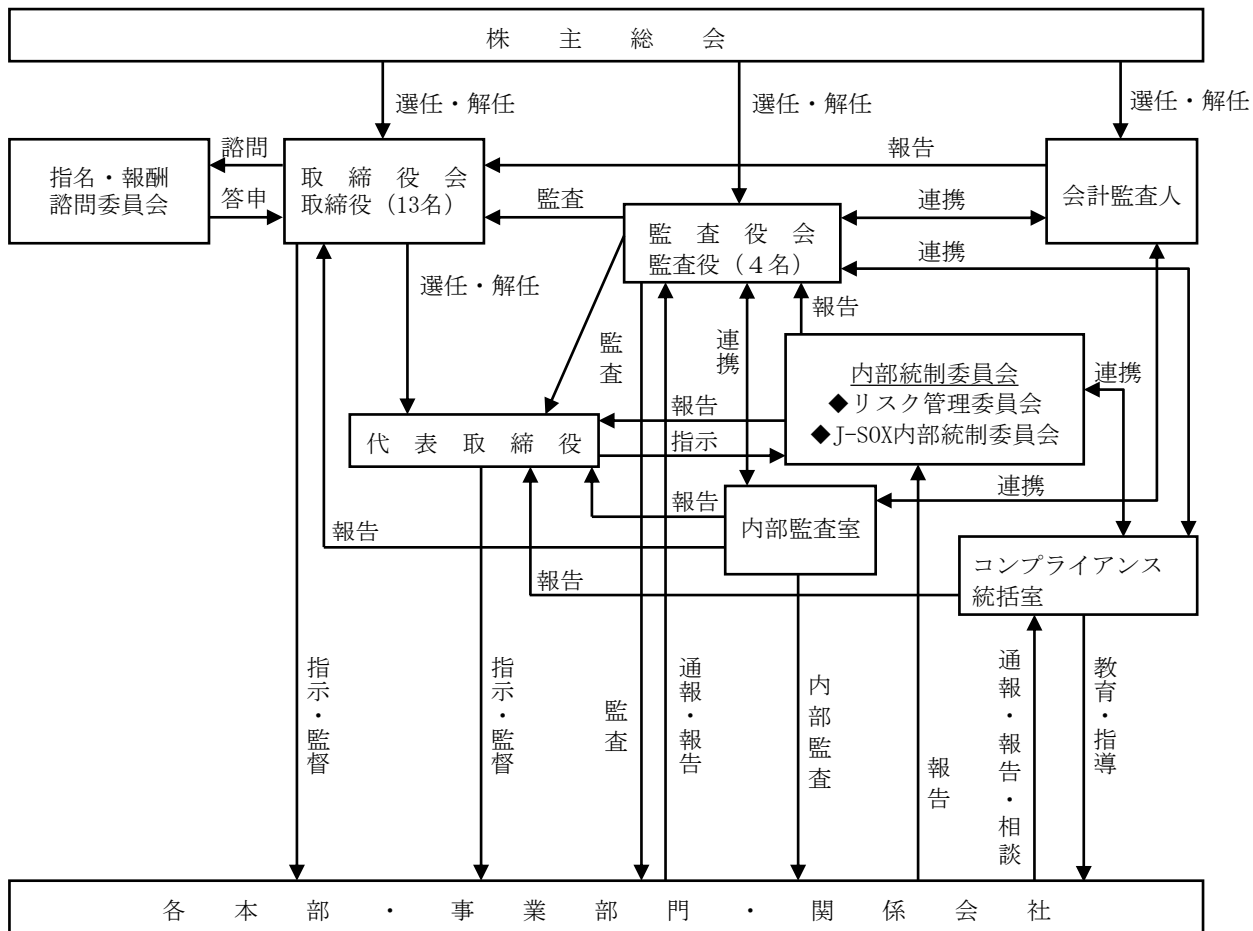 株主総会
選任・解任
選任・解任
選任・解任
指名・報酬
諮問委員会
諮問
答申
取締役会
取締役(13名)
報告
会計監査人
監査
監査役会
監査役(4名)
連携
連携
選任・解任
監査
連携
報告
内部統制委員会
◆リスク管理委員会
◆J-SOX内部統制委員会
連携
代表取締役
報告
指示
報告
内部監査室
連携
報告
報告
コンプライアンス
統括室
指示・監督
指示・監督
監査
通報・報告
内部監査
報告
通報・報告・相談
教育・指導
各本部・事業部門・関係会社